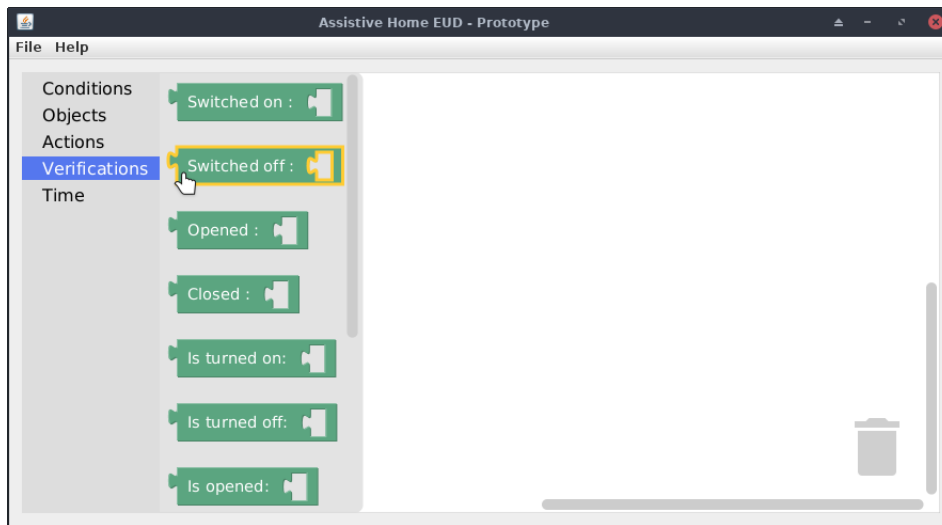 Assistive Home EUD - Prototype
File Help
Conditions
Objects
Actions
Verifications
Time
Switched on :
Switched off :
Opened :
Closed :
Is turned on:
Is turned off:
Is opened: